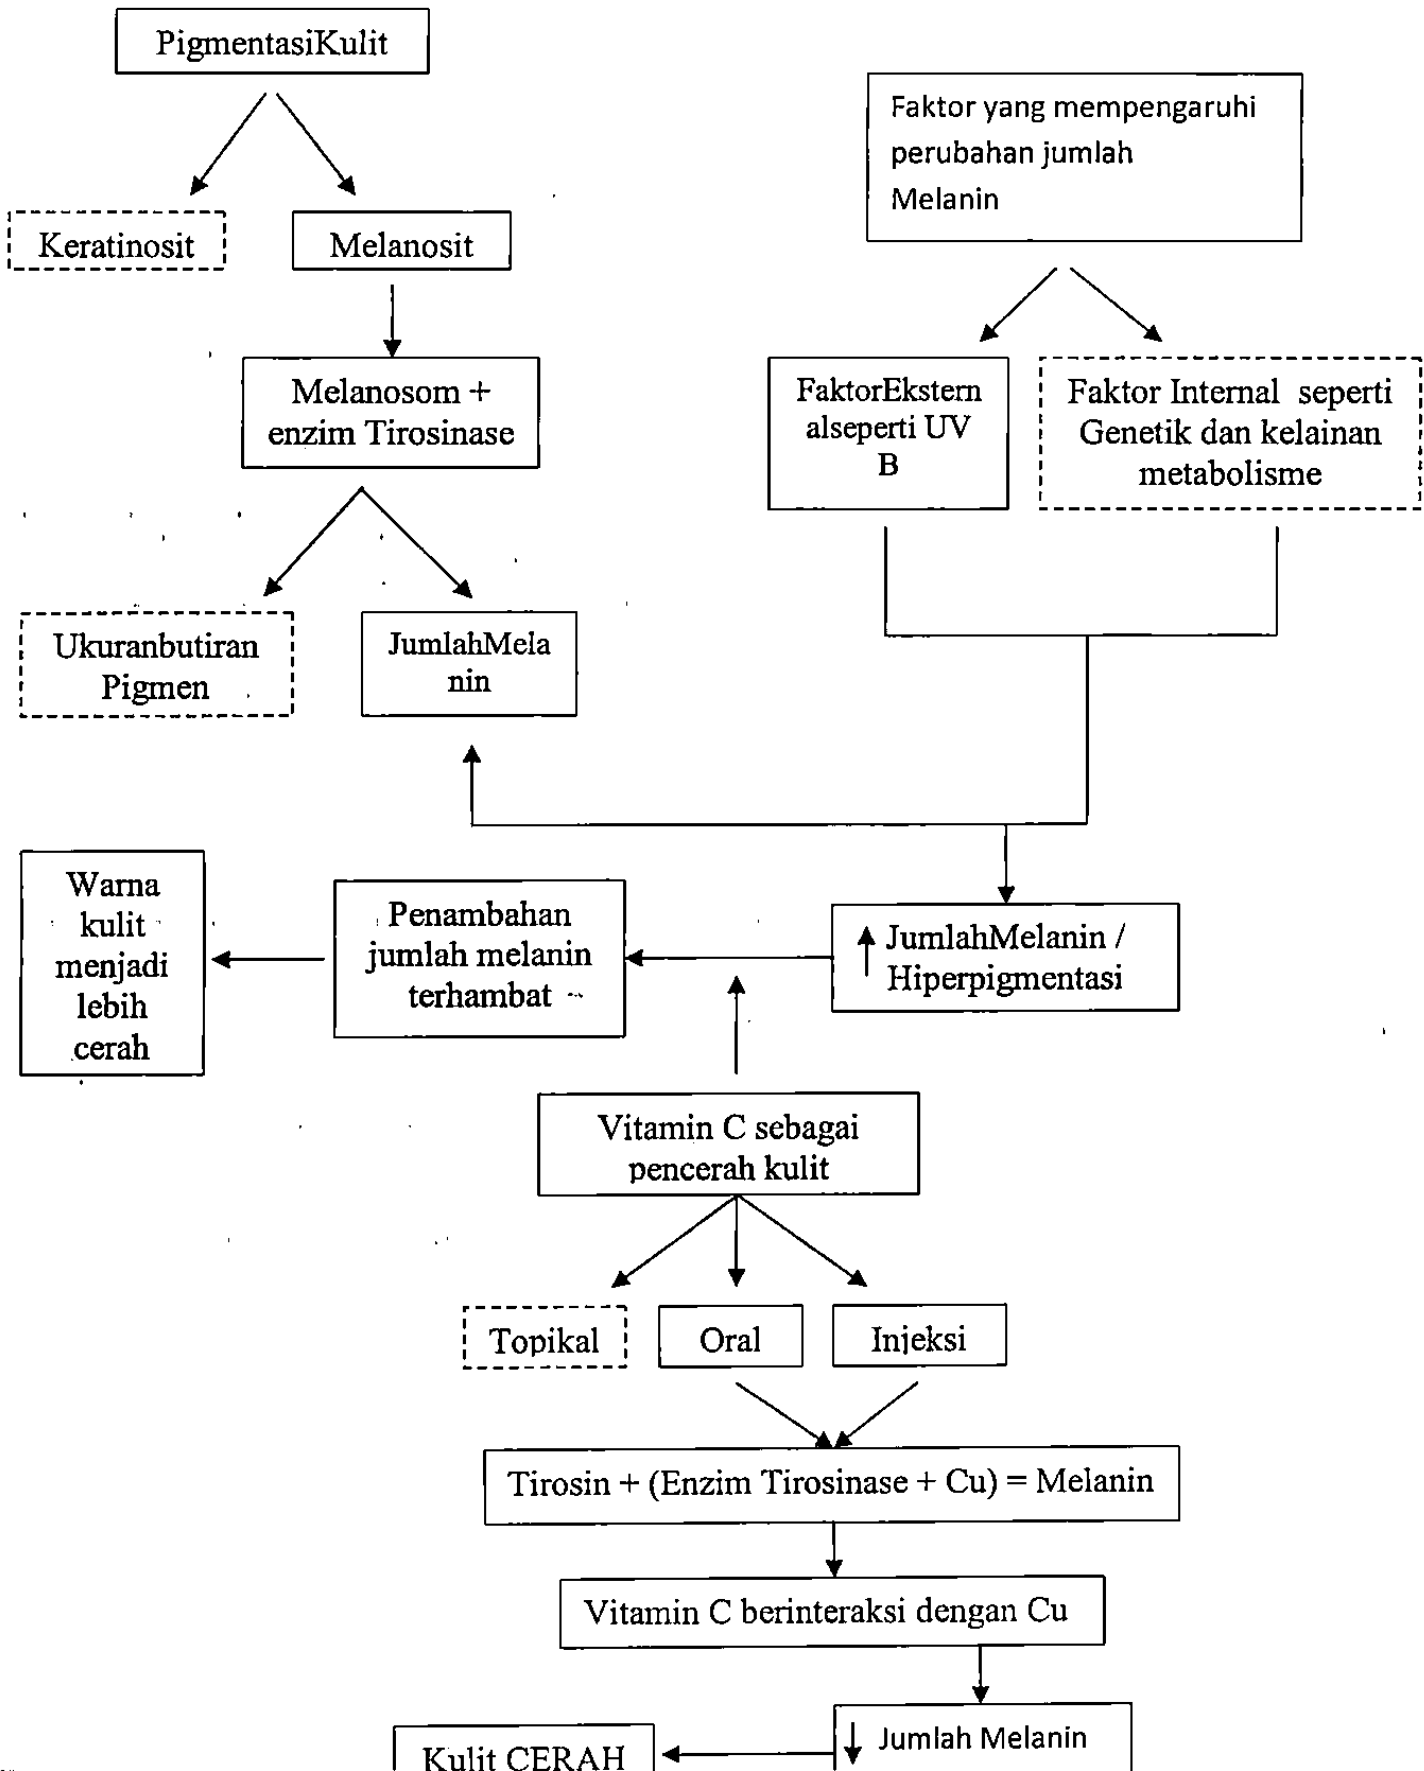 PigmentasiKulit
Faktor yang mempengaruhi
perubahan jumlah
Melanin
Keratinosit
Melanosit
Melanosom +
enzim Tirosinase
FaktorEkstern
alseperti UV
B
Faktor Internal seperti
Genetik dan kelainan
metabolisme
Ukuranbutiran
Pigmen
JumlahMela
nin
Warna
kulit
menjadi
lebih
cerah
Penambahan
jumlah melanin
terhambat
JumlahMelanin /
Hiperpigmentasi
Vitamin C sebagai
pencerah kulit
Topikal
Oral
Injeksi
Tirosin + (Enzim Tirosinase + Cu) = Melanin
Vitamin C berinteraksi dengan Cu
Jumlah Melanin
Kulit CERAH